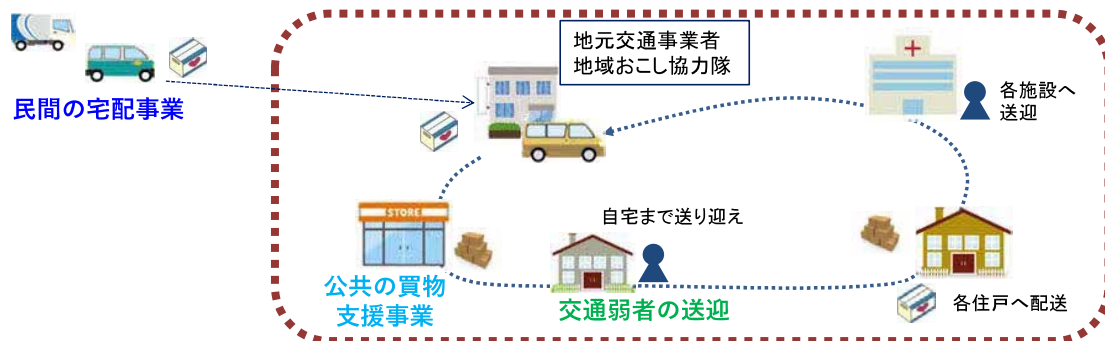 民間の宅配事業
地元交通事業者
地域おこし協力隊
各施設へ
送迎
STORE
公共の買物
支援事業
自宅まで送り迎え
交通弱者の送迎
各住戸へ配送